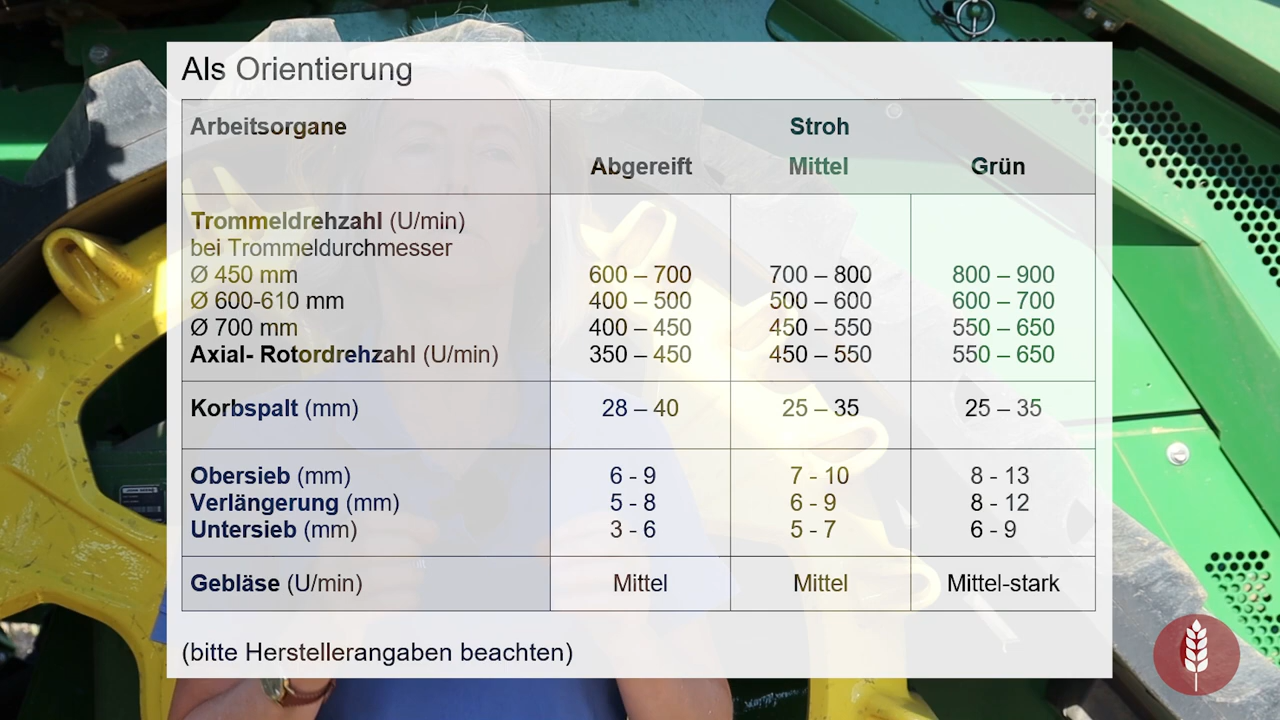 Als Orientierung
Arbeitsorgane Stroh
Abgereift Mittel Grün
Trommeldrehzahl (U/min)
bei Trommeldurchmesser
Ø 450 mm 600 – 700 700 – 800 800 – 900
Ø 600-610 mm 400 – 500 500 – 600 600 – 700
Ø 700 mm 400 – 450 450 – 550 550 – 650
Axial- Rotordrehzahl (U/min) 350 – 450 450 – 550 550 – 650
Korbspalt (mm) 28 – 40 25 – 35 25 – 35
Obersieb (mm) 6 - 9 7 - 10 8 - 13
Verlängerung (mm) 5 - 8 6 - 9 8 - 12
Untersieb (mm) 3 - 6 5 - 7 6 - 9
Gebläse (U/min) Mittel Mittel Mittel-stark
(bitte Herstellerangaben beachten)